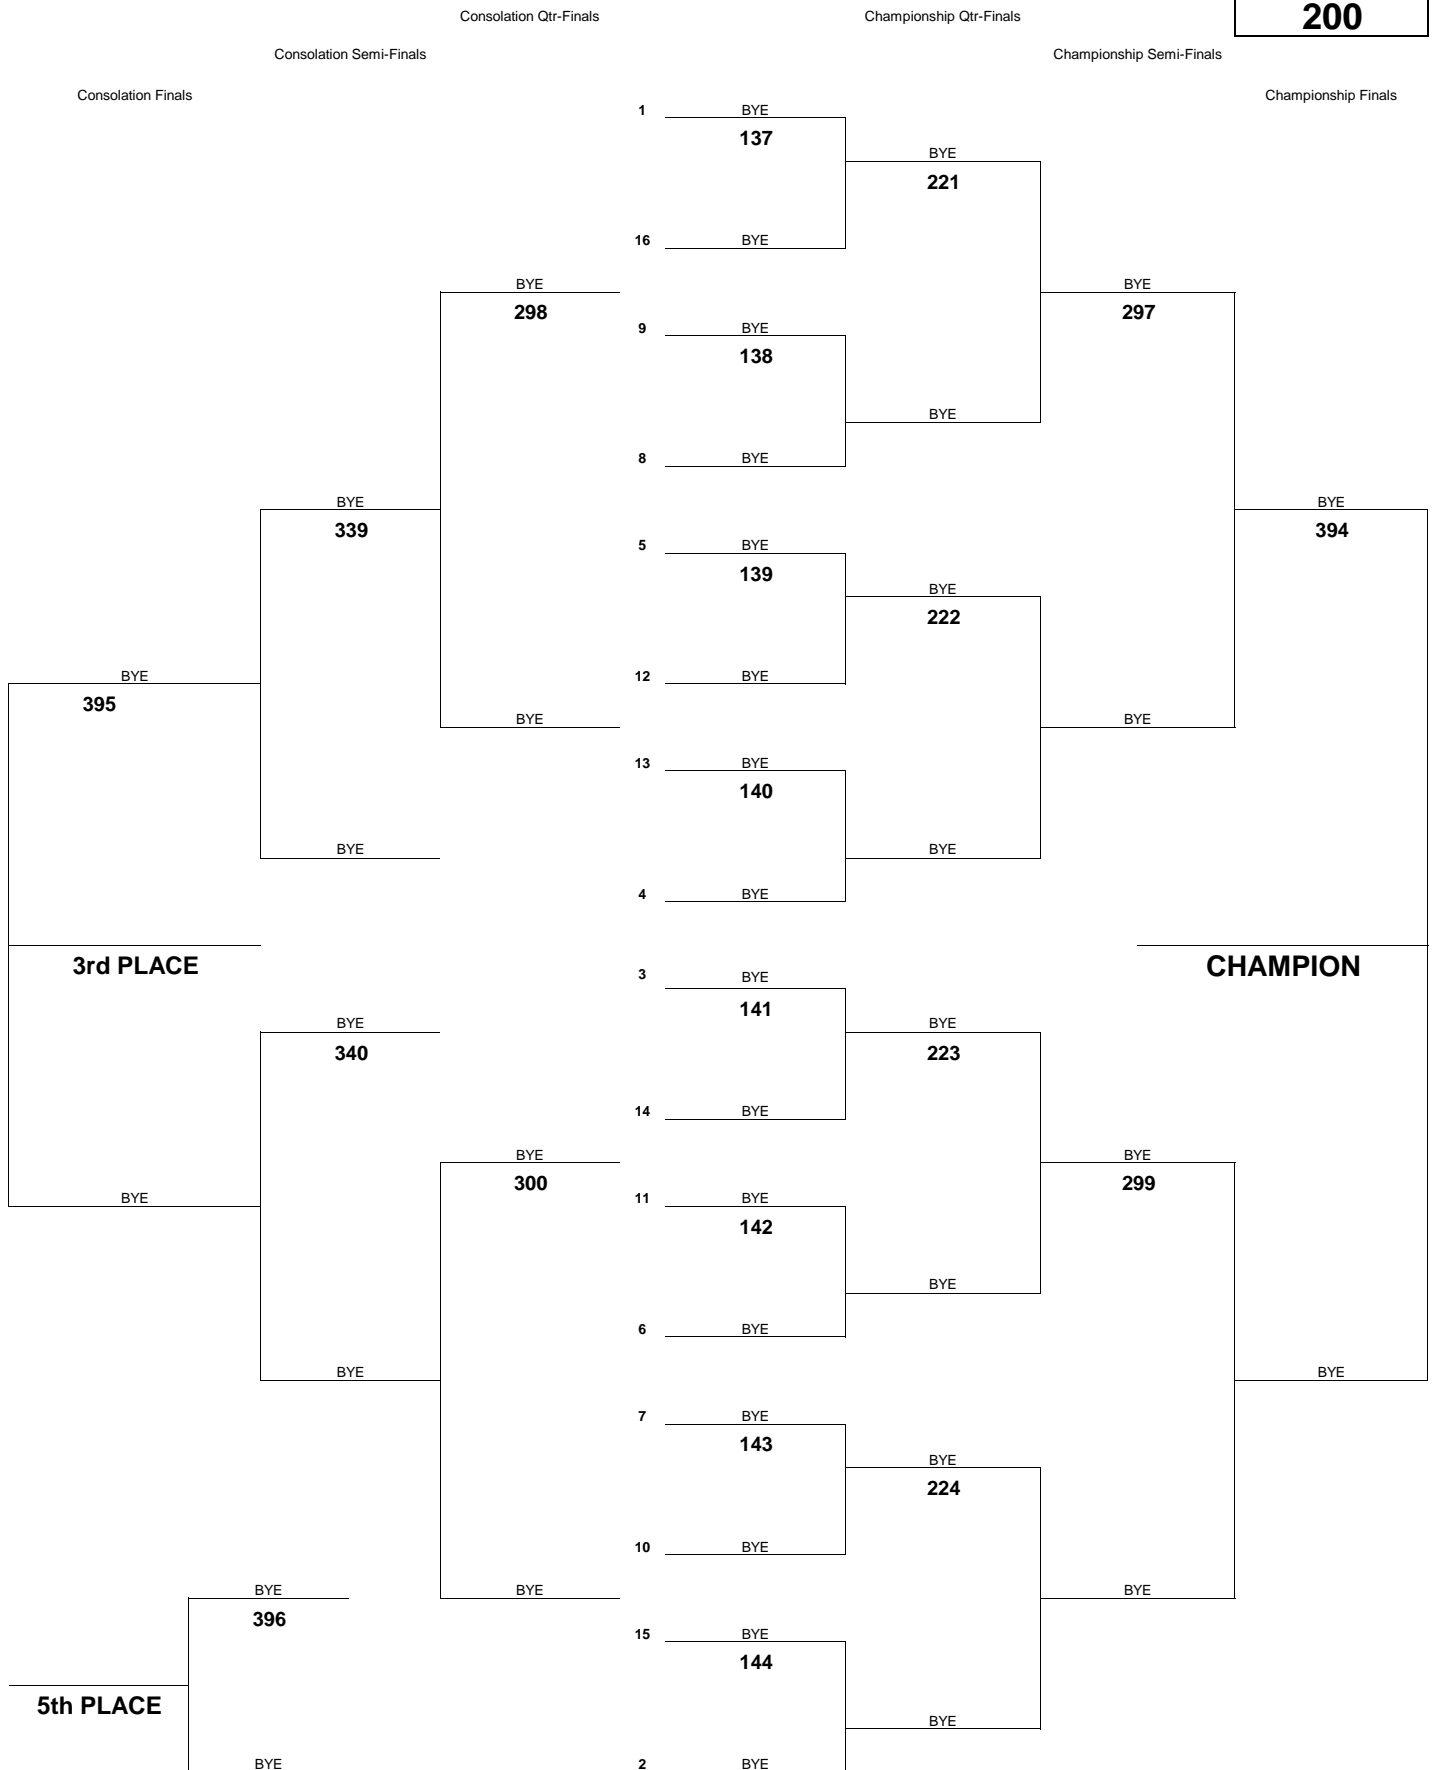 Consolation Qtr-Finals Championship Qtr-Finals 200
Consolation Semi-Finals Championship Semi-Finals
Consolation Finals Championship Finals
1 BYE
137
BYE
221
16 BYE
BYE BYE
298 297
9 BYE
138
BYE
8 BYE
BYE BYE
339 394
5 BYE
139
BYE
222
BYE 12 BYE
395
BYE BYE
13 BYE
140
BYE BYE
4 BYE
3rd PLACE CHAMPION
3 BYE
141
BYE BYE
340 223
14 BYE
BYE BYE
300 299
BYE 11 BYE
142
BYE
6 BYE
BYE BYE
7 BYE
143
BYE
224
10 BYE
BYE BYE BYE
396
15 BYE
144
5th PLACE
BYE
BYE 2 BYE